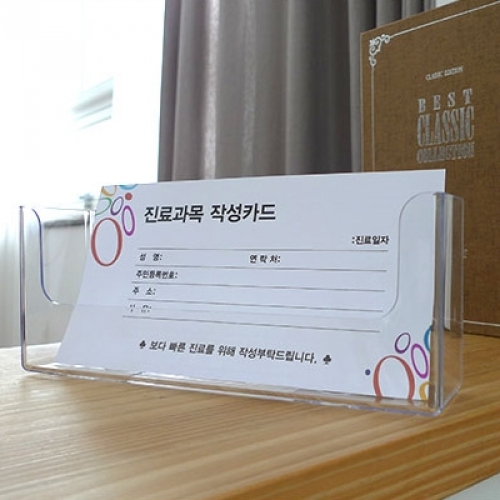 CLASSIC EDITION
BEST
CLASSIC
COLLECTION
진료과목 작성카드
:진료일자
성 명: 연락처:
주민등록번호:
주 소:
♣ 보다 빠른 진료를 위해 작성부탁드립니다. ♣